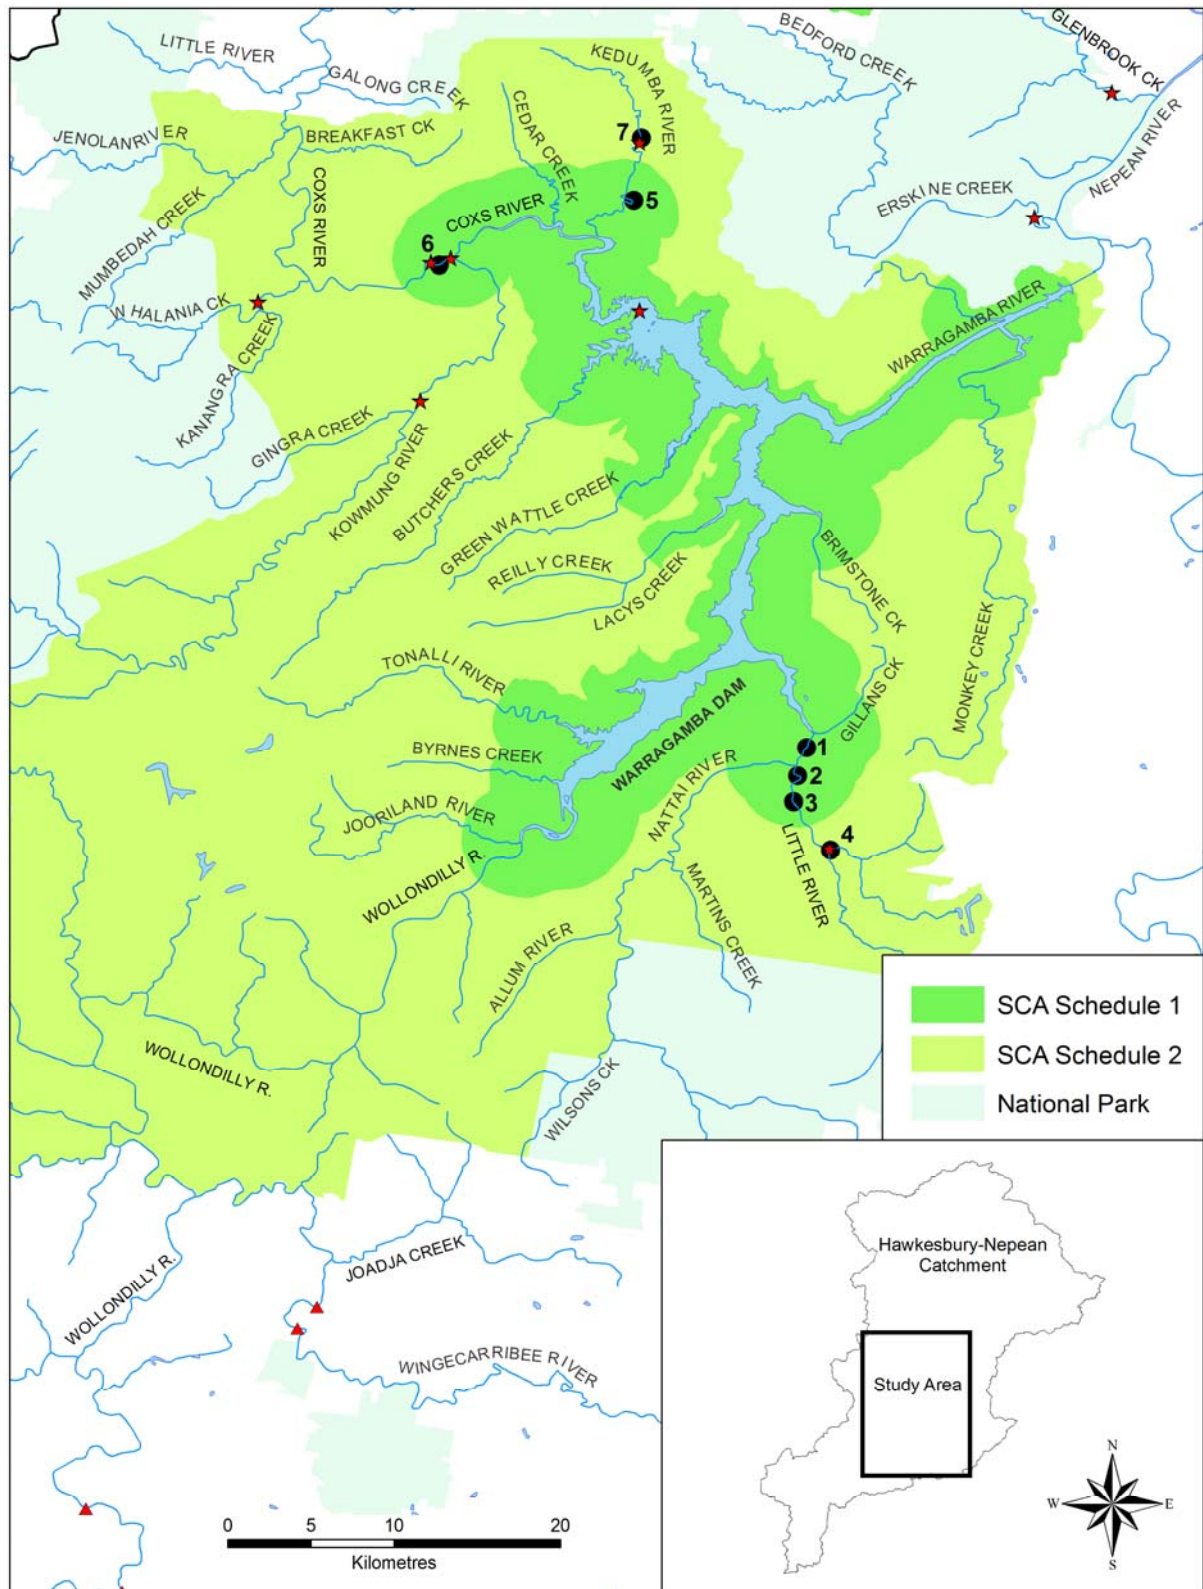 GLENBROOK CK
BEDFORD CREEK
LITTLE RIVER
KEDUMBA RIVER
GALONG CREEK
CEDAR CREEK
7
JENOLANRIVER
BREAKFAST CK
NEPEAN RIVER
ERSKINE CREEK
5
COXS RIVER
COXS RIVER
6
MUMBEDAH CREEK
WHALANIA CK
WARRAGAMBA RIVER
KANANGRA CREEK
GINGRA CREEK
KOWMUNG RIVER
BUTCHERS CREEK
GREEN WATTLE CREEK
REILLY CREEK
BRIMSTONE CK
LACYS CREEK
MONKEY CREEK
TONALLI RIVER
GILLANS CK
WARRAGAMBA DAM
BYRNES CREEK
1
NATTAI RIVER
2
3
JOORILAND RIVER
4
LITTLE RIVER
WOLLONDILLY R.
MARTINS CREEK
ALLUM RIVER
SCA Schedule 1
SCA Schedule 2
National Park
WOLLONDILLY R.
WILSONS CK
WOLLONDILLY R.
JOADJA CREEK
WINGECARRIBEE RIVER
Hawkesbury-Nepean
Catchment
Study Area
N
W E
S
0 5 10 20
Kilometres